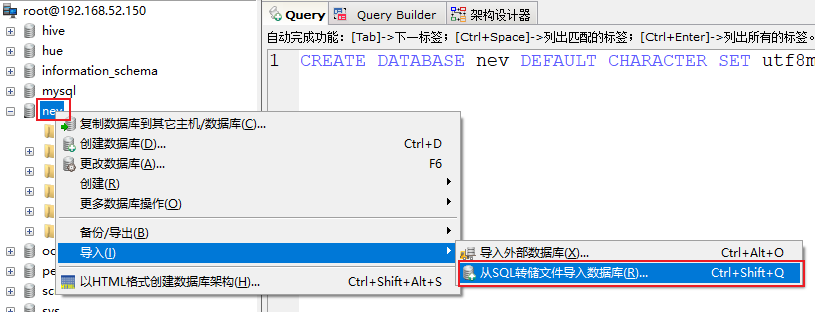 root@192.168.52.150
hive
hue
information_schema
mysql
nev
Query
Query Builder
架构设计器
自动完成功能：[Tab]->下一标签；[Ctrl+Space]->列出匹配的标签；[Ctrl+Enter]->列出所有的标签。
1 CREATE DATABASE nev DEFAULT CHARACTER SET utf8m
复制数据库到其它主机/数据库(C)...
创建数据库(D)... Ctrl+D
更改数据库(A)... F6
创建(R)
更多数据库操作(O)
备份/导出(B)
导入(I)
以HTML格式创建数据库架构(H)... Ctrl+Shift+Alt+S
导入外部数据库(X)... Ctrl+Alt+O
从SQL转储文件导入数据库(R)... Ctrl+Shift+Q
sys